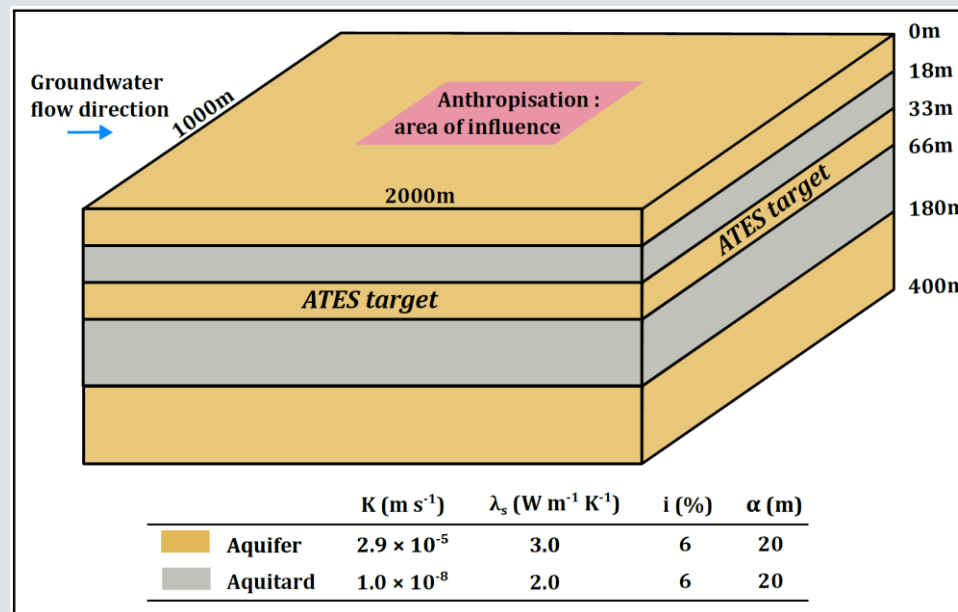 0m
Groundwater
flow direction
1000m
Anthropisation :
area of influence
18m
33m
66m
2000m
180m
ATES target
ATES target
400m
K (m s⁻¹) λₛ (W m⁻¹ K⁻¹) i (%) α (m)
Aquifer 2.9 × 10⁻⁵ 3.0 6 20
Aquitard 1.0 × 10⁻⁸ 2.0 6 20